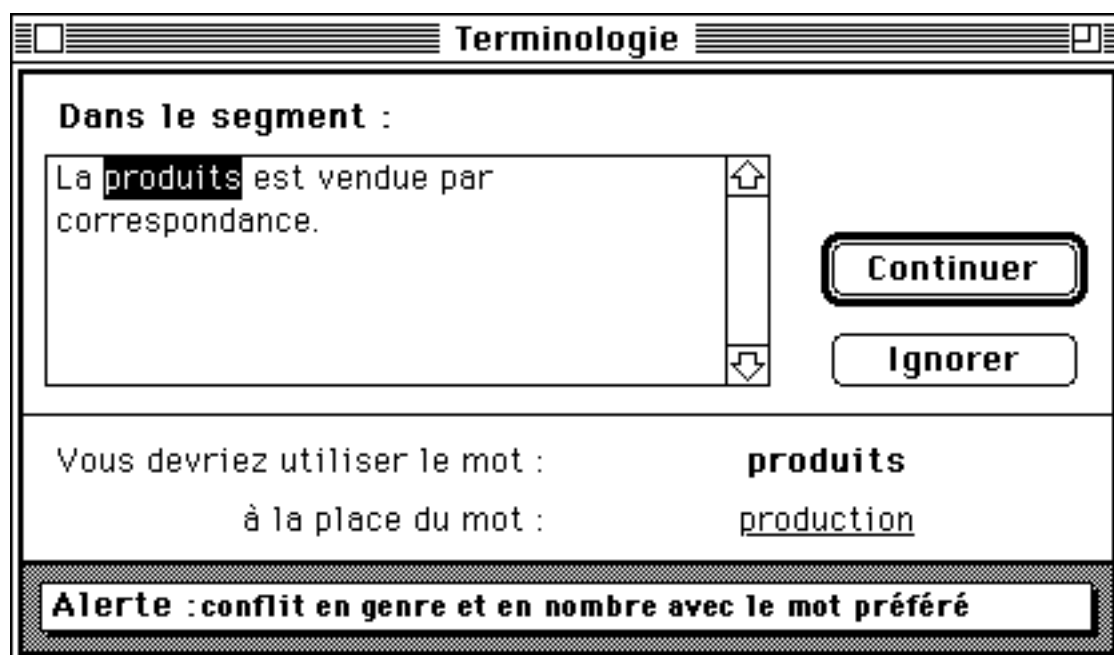 Terminologie
Dans le segment :
La produits est vendue par
correspondance.
Continuer
Ignorer
Vous devriez utiliser le mot : produits
à la place du mot : production
Alerte : conflit en genre et en nombre avec le mot préféré